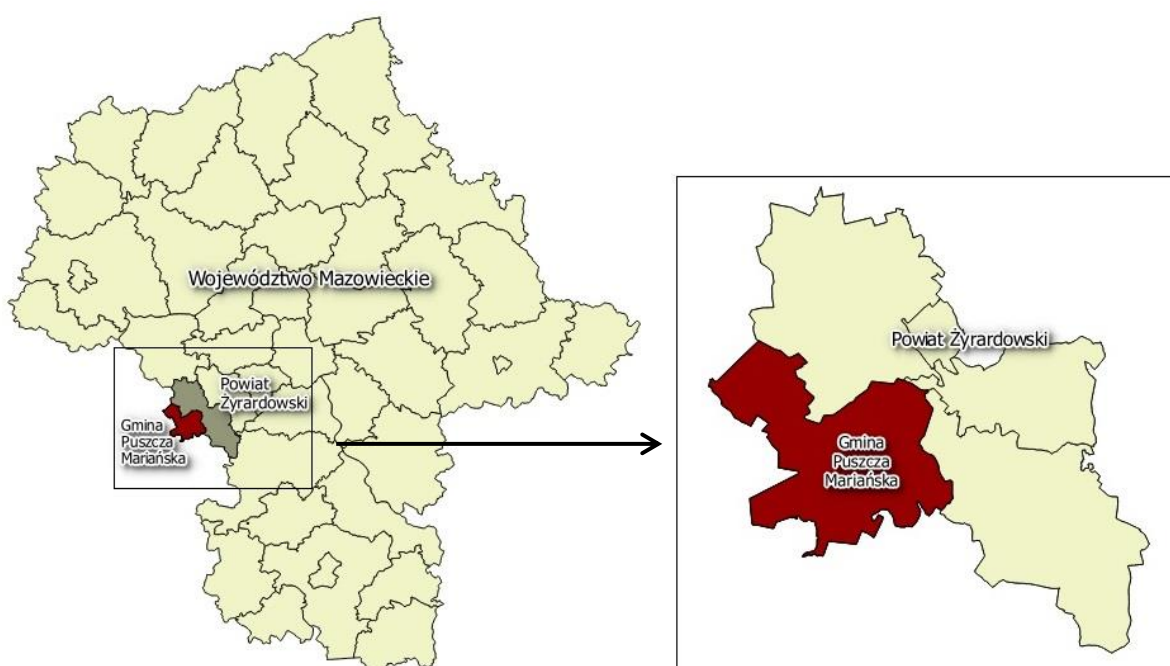 Województwo Mazowieckie
Powiat
Żyrardowski
Gmina
Puszcza
Mariańska
Powiat Żyrardowski
Gmina
Puszcza
Mariańska